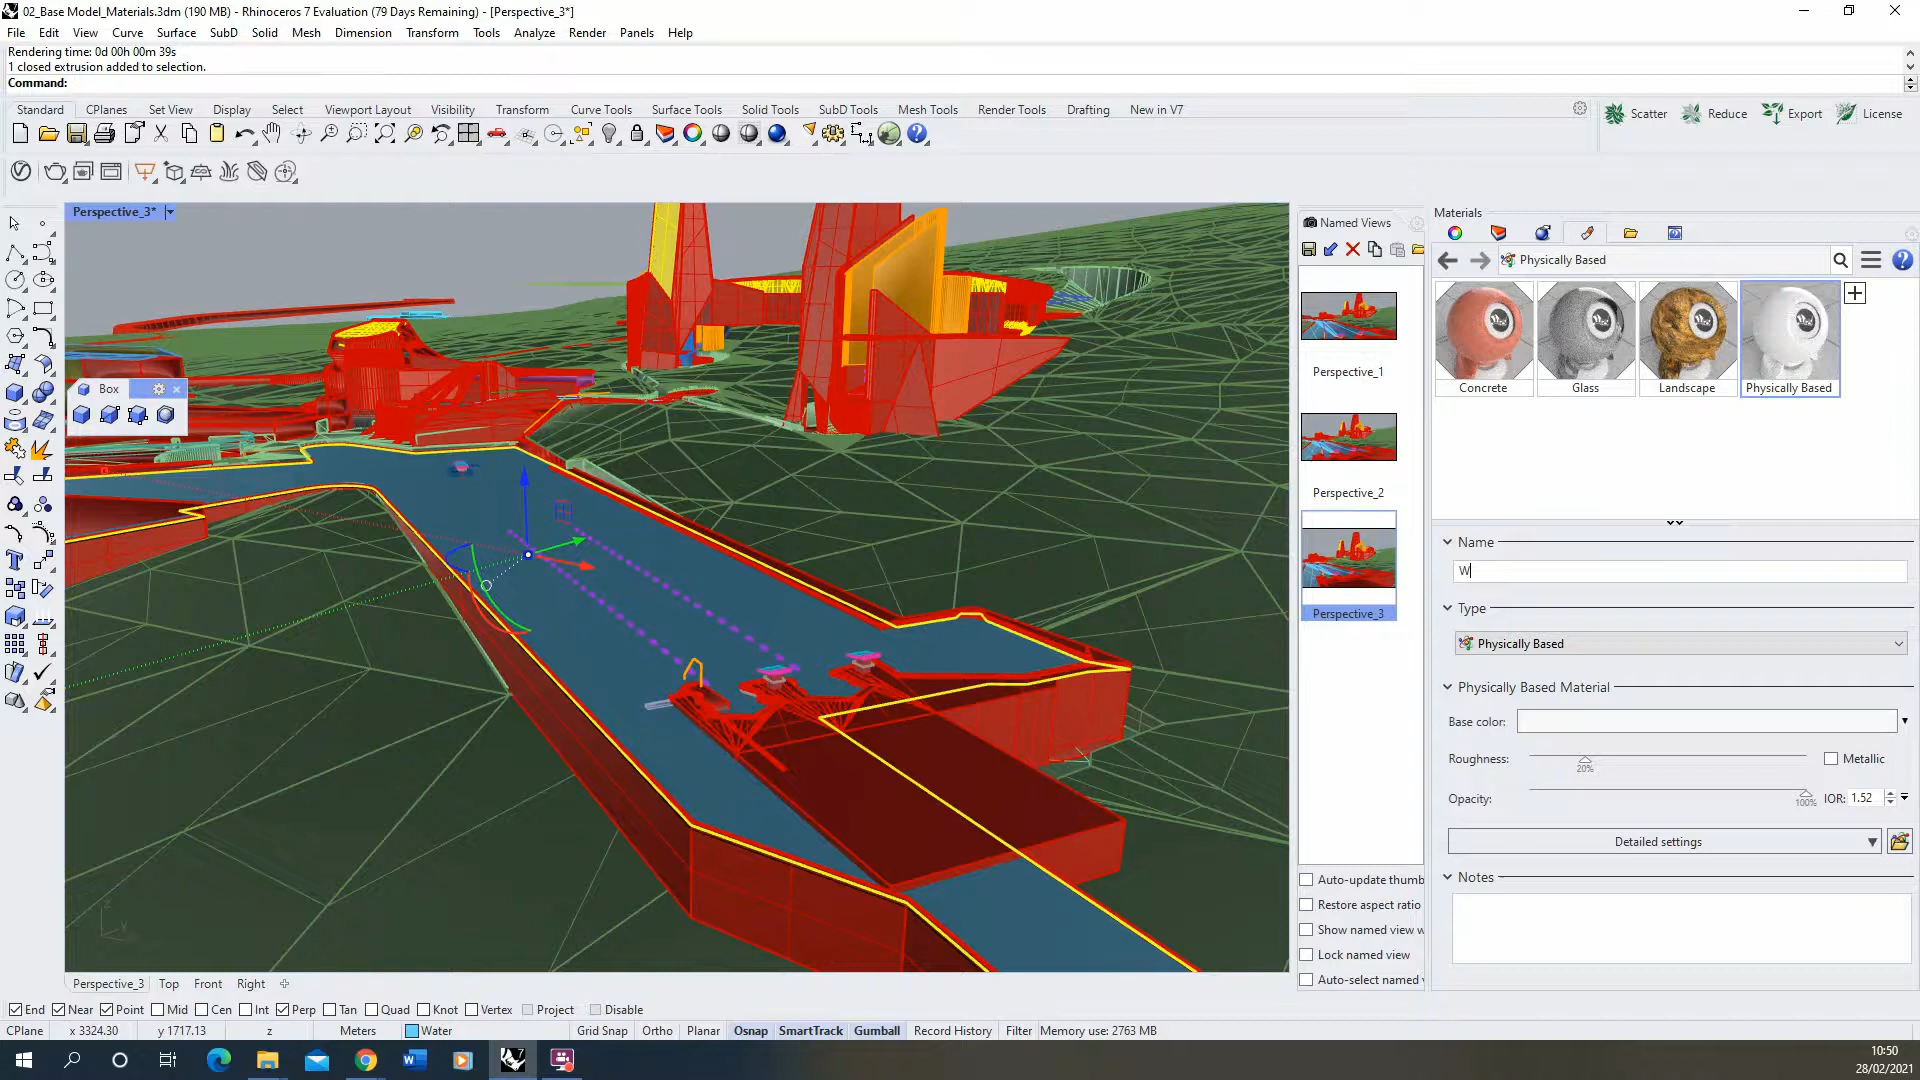 02_Base Model_Materials.3dm (190 MB) - Rhinoceros 7 Evaluation (79 Days Remaining) - [Perspective_3*]
File Edit View Curve Surface SubD Solid Mesh Dimension Transform Tools Analyze Render Panels Help
Rendering time: 0d 00h 00m 39s
1 closed extrusion added to selection.
Command:
Standard CPlanes Set View Display Select Viewport Layout Visibility Transform Curve Tools Surface Tools Solid Tools SubD Tools Mesh Tools Render Tools Drafting New in V7
Scatter Reduce Export License
Perspective_3*
Box
Named Views
Perspective_1
Perspective_2
Perspective_3
Auto-update thumb
Restore aspect ratio
Show named view w
Lock named view
Auto-select named v
Materials
Physically Based
Concrete Glass Landscape Physically Based
Name
W
Type
Physically Based
Physically Based Material
Base color:
Roughness: 20% Metallic
Opacity: 100% IOR: 1.52
Detailed settings
Notes
Perspective_3 Top Front Right
End Near Point Mid Cen Int Perp Tan Quad Knot Vertex Project Disable
CPlane x 3324.30 y 1717.13 z Meters Water Grid Snap Ortho Planar Osnap SmartTrack Gumball Record History Filter Memory use: 2763 MB
10:50
28/02/2021